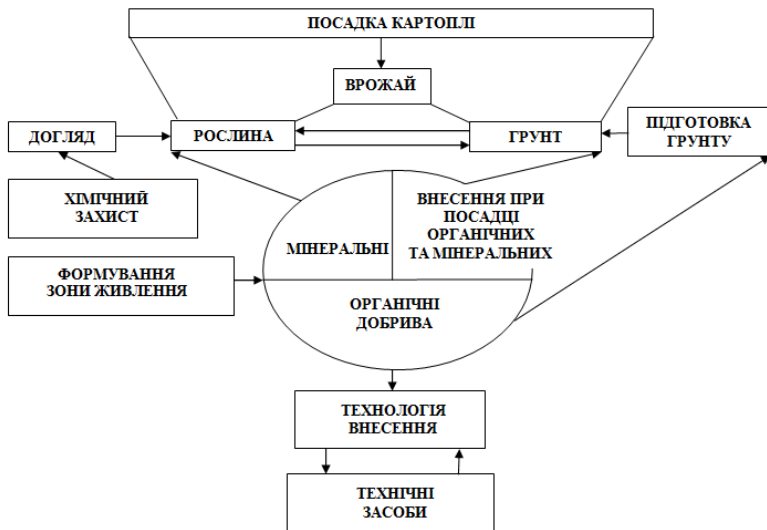 ПОСАДКА КАРТОПЛІ
ВРОЖАЙ
ДОГЛЯД
РОСЛИНА
ГРУНТ
ПІДГОТОВКА
ГРУНТУ
ХІМІЧНИЙ
ЗАХИСТ
МІНЕРАЛЬНІ
ВНЕСЕННЯ ПРИ
ПОСАДЦІ
ОРГАНІЧНИХ
ТА МІНЕРАЛЬНИХ
ФОРМУВАННЯ
ЗОНИ ЖИВЛЕННЯ
ОРГАНІЧНІ
ДОБРИВА
ТЕХНОЛОГІЯ
ВНЕСЕННЯ
ТЕХНІЧНІ
ЗАСОБИ